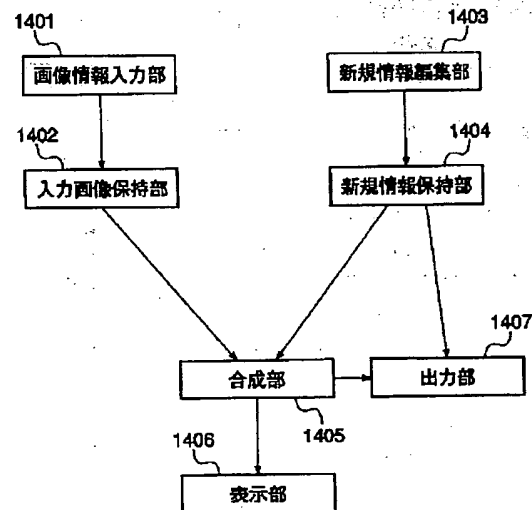 1401
画像情報入力部
1403
新規情報編集部
1402
入力画像保持部
1404
新規情報保持部
合成部
1405
1407
出力部
1406
表示部